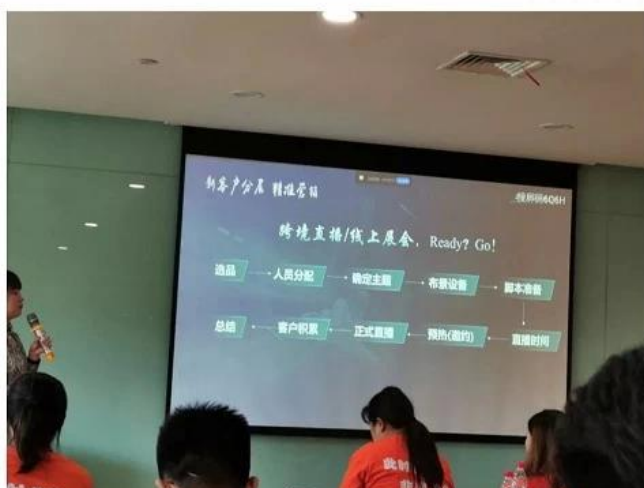 新客户分层 精准营销
跨境直播/线上展会，Ready? Go!
选品
人员分配
确定主题
布景设备
脚本准备
直播时间
预热(邀约)
正式直播
客户积累
总结
此时